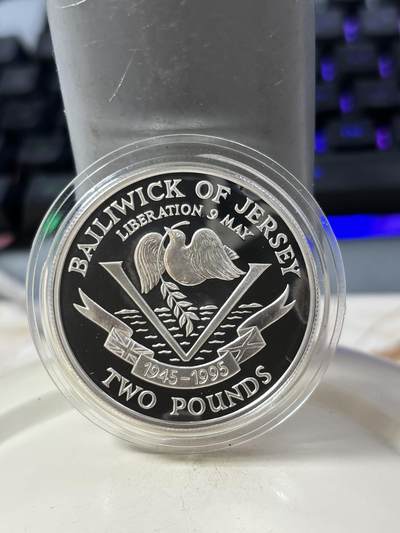 BAILIWICK OF JERSEY
LIBERATION 9 MAY
1945-1995
TWO POUNDS